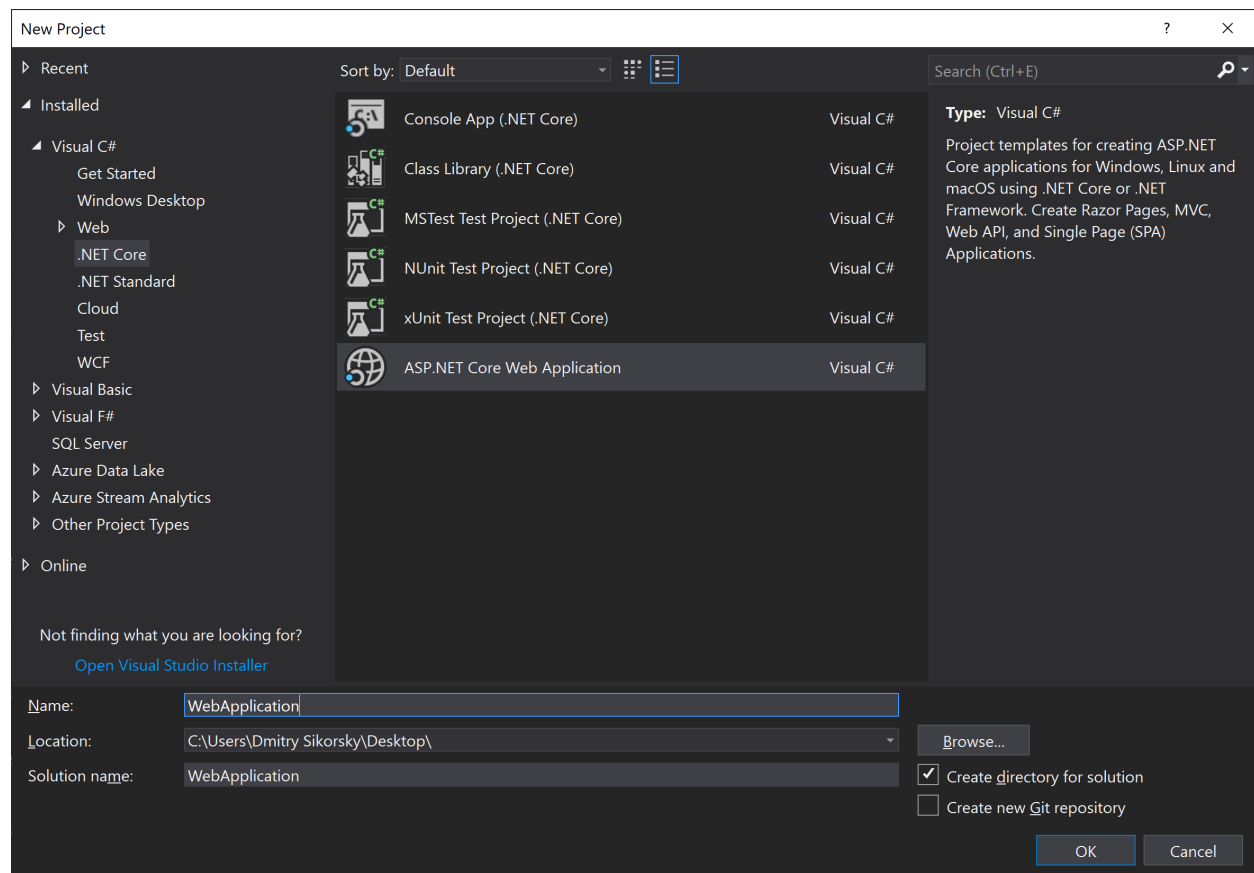 New Project
?
Recent
Installed
Visual C#
Get Started
Windows Desktop
Web
.NET Core
.NET Standard
Cloud
Test
WCF
Visual Basic
Visual F#
SQL Server
Azure Data Lake
Azure Stream Analytics
Other Project Types
Online
Not finding what you are looking for?
Open Visual Studio Installer
Sort by: Default
Console App (.NET Core) Visual C#
Class Library (.NET Core) Visual C#
MSTest Test Project (.NET Core) Visual C#
NUnit Test Project (.NET Core) Visual C#
xUnit Test Project (.NET Core) Visual C#
ASP.NET Core Web Application Visual C#
Search (Ctrl+E)
Type: Visual C#
Project templates for creating ASP.NET
Core applications for Windows, Linux and
macOS using .NET Core or .NET
Framework. Create Razor Pages, MVC,
Web API, and Single Page (SPA)
Applications.
Name: WebApplication
Location: C:\Users\Dmitry Sikorsky\Desktop\
Browse...
Solution name: WebApplication
Create directory for solution
Create new Git repository
OK Cancel